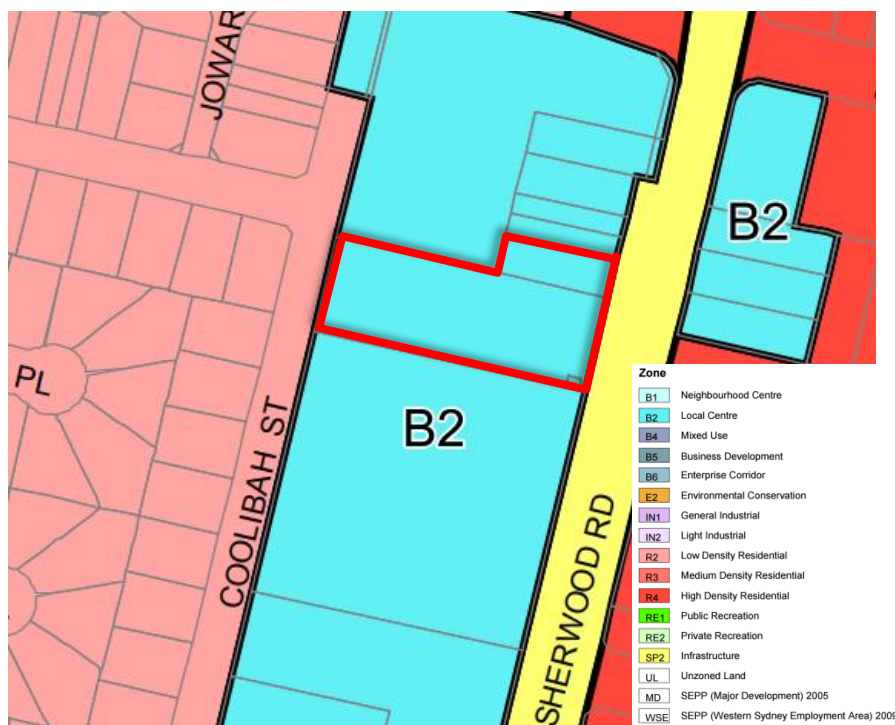 JOWAR
B2
PL
B2
COOLIBAH ST
SHERWOOD RD
Zone
B1 Neighbourhood Centre
B2 Local Centre
B4 Mixed Use
B5 Business Development
B6 Enterprise Corridor
E2 Environmental Conservation
IN1 General Industrial
IN2 Light Industrial
R2 Low Density Residential
R3 Medium Density Residential
R4 High Density Residential
RE1 Public Recreation
RE2 Private Recreation
SP2 Infrastructure
UL Unzoned Land
MD SEPP (Major Development) 2005
WSE SEPP (Western Sydney Employment Area) 2009